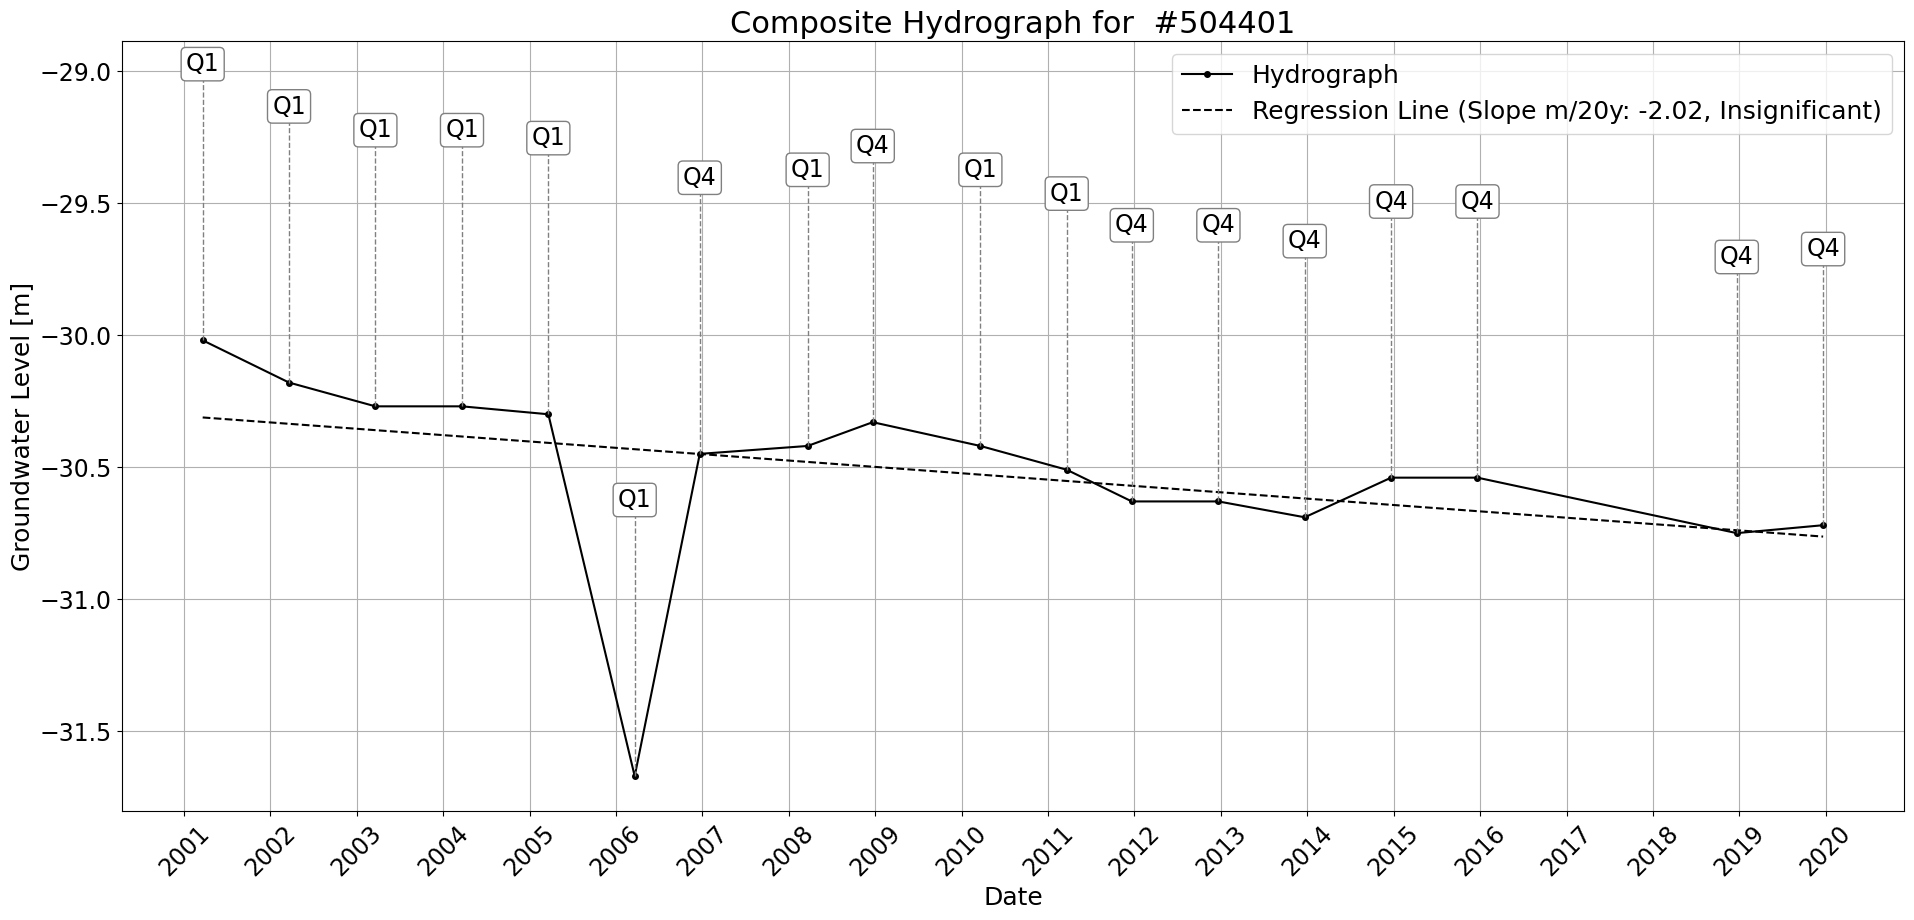 Composite Hydrograph for  #504401
Hydrograph
Regression Line (Slope m/20y: -2.02, Insignificant)
Groundwater Level [m]
−29.0
−29.5
−30.0
−30.5
−31.0
−31.5
Q1
Q1
Q1
Q1
Q1
Q1
Q4
Q1
Q4
Q1
Q1
Q4
Q4
Q4
Q4
Q4
Q4
Q4
2001
2002
2003
2004
2005
2006
2007
2008
2009
2010
2011
2012
2013
2014
2015
2016
2017
2018
2019
2020
Date